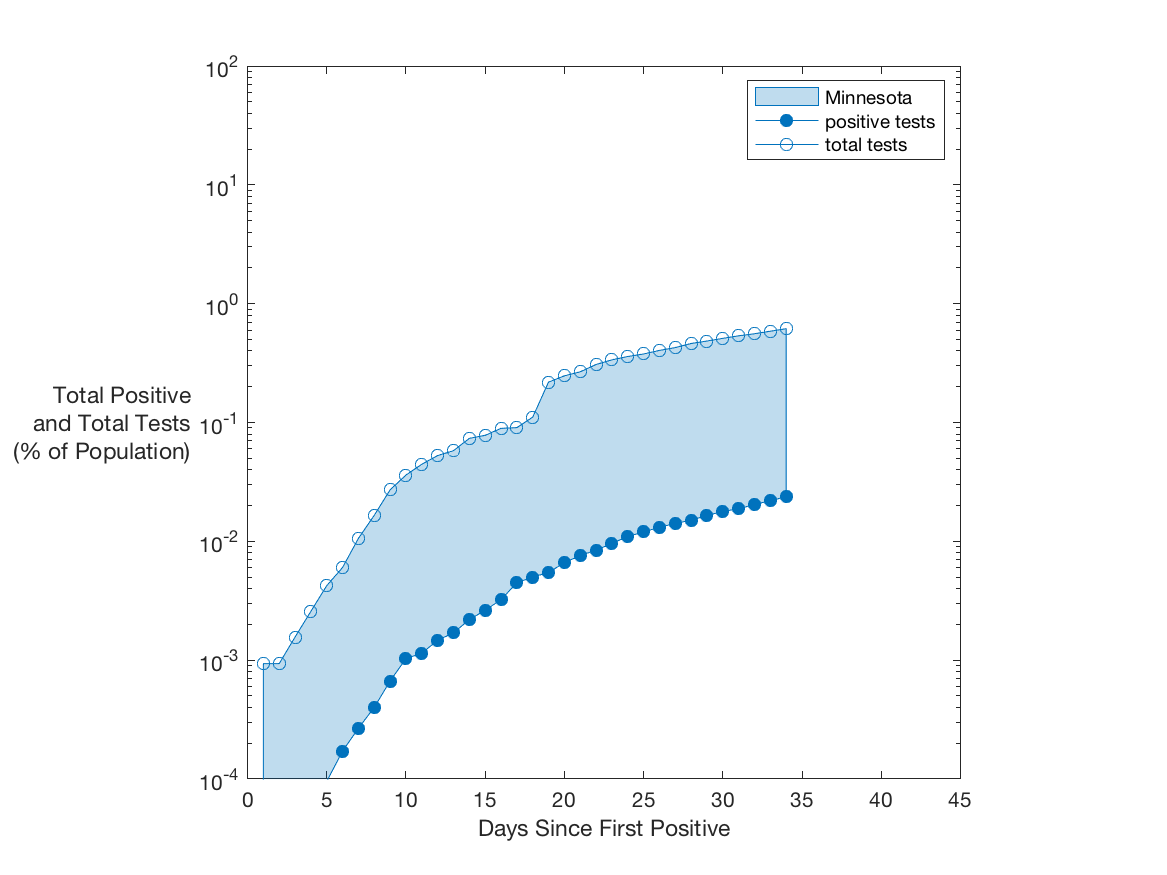 10^2
10^1
10^0
10^-1
10^-2
10^-3
10^-4
Total Positive
and Total Tests
(% of Population)
Minnesota
positive tests
total tests
0 5 10 15 20 25 30 35 40 45
Days Since First Positive